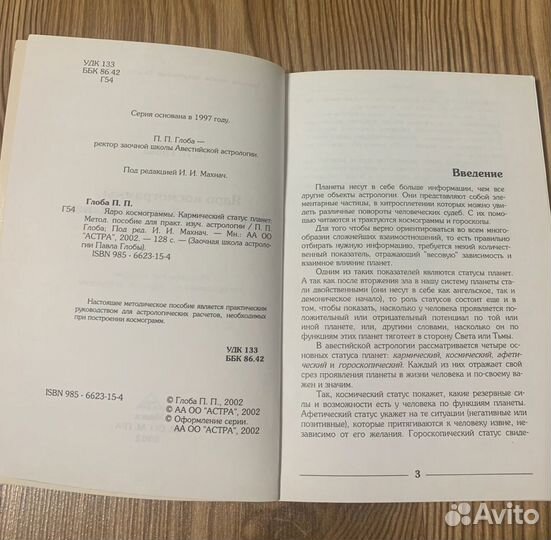 УДК 133
ББК 86.42
Г54
Серия основана в 1997 году.
П. П. Глоба —
ректор заочной школы Авестийской астрологии.
Под редакцией И. И. Махнач.
Глоба П. П.
Г54 Ядро космограммы. Кармический статус планет:
Метол. пособие для практ. изуч. астрологии / П. П.
Глоба; Под ред. И. И. Махнач. — Мн.: АА ОО
"АСТРА", 2002. — 128 с. — (Заочная школа астроло-
гии Павла Глобы).
ISBN 985 - 6623-15-4
Настоящее методическое пособие является практическим
руководством для астрологических расчетов, необходимых
при построении космограмм.
УДК 133
ББК 86.42
ISBN 985 - 6623-15-4
© Глоба П. П., 2002
© АА ОО "АСТРА", 2002
© Оформление серии.
АА ОО "АСТРА", 2002
Введение
Планеты несут в себе больше информации, чем все
другие объекты астрологии. Они представляют собой эле-
ментарные частицы, в хитросплетении которых можно уви-
деть различные повороты человеческих судеб. С их помо-
щью читаются и трактуются космограммы и гороскопы.
Для того чтобы верно ориентироваться во всем много-
образии сложнейших взаимоотношений, то есть правильно
отбирать нужную информацию, требуется некий количест-
венный показатель, отражающий "весовую" зависимость и
взаимное влияние планет.
Одним из таких показателей являются статусы планет.
А так как после вторжения зла в нашу систему планеты ста-
ли двойственными (они несут в себе как ангельское, так и
демоническое начало), то роль статусов состоит еще и в
том, чтобы показать, насколько у человека проявляется по-
ложительный или отрицательный потенциал по той или
иной планете, или, другими словами, насколько он по
функциям этих планет тяготеет в сторону Света или Тьмы.
В авестийской астрологии рассматривается четыре ос-
новных статуса планет: кармический, космический, афети-
ческий и гороскопический. Каждый из них отражает свой
срез проявления планеты в жизни человека и по-своему ва-
жен и значим.
Так, космический статус покажет, какие резервные си-
лы и возможности есть у человека по функциям планеты.
Афетический статус укажет на те ситуации (негативные или
позитивные), которые притягиваются к человеку извне, не-
зависимо от его желания. Гороскопический статус свиде-
3
Avito